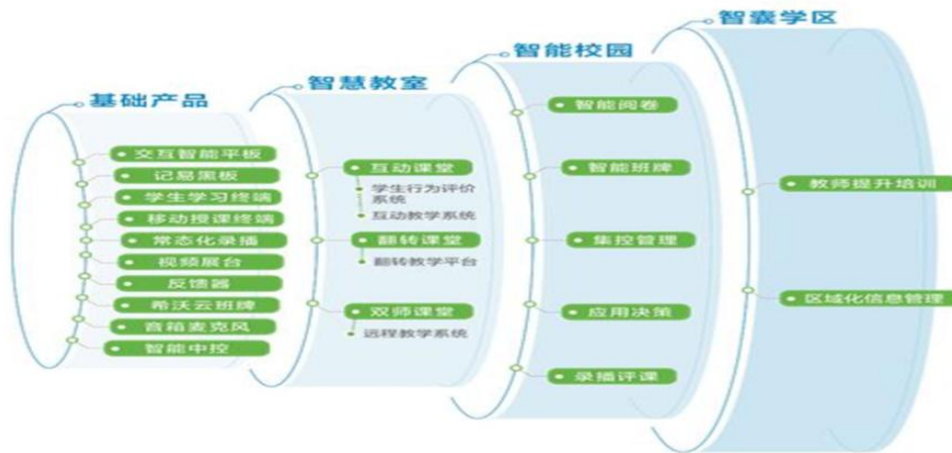 基础产品
交互智能平板
记易黑板
学生学习终端
移动授课终端
常态化录播
视频展台
反馈器
希沃云班牌
音箱麦克风
智能中控
智慧教室
互动课堂
学生行为评价
系统
互动教学系统
翻转课堂
翻转教学平台
双师课堂
远程教学系统
智能校园
智能阅卷
智能班牌
集控管理
应用决策
录播评课
智囊学区
教师提升培训
区域化信息管理